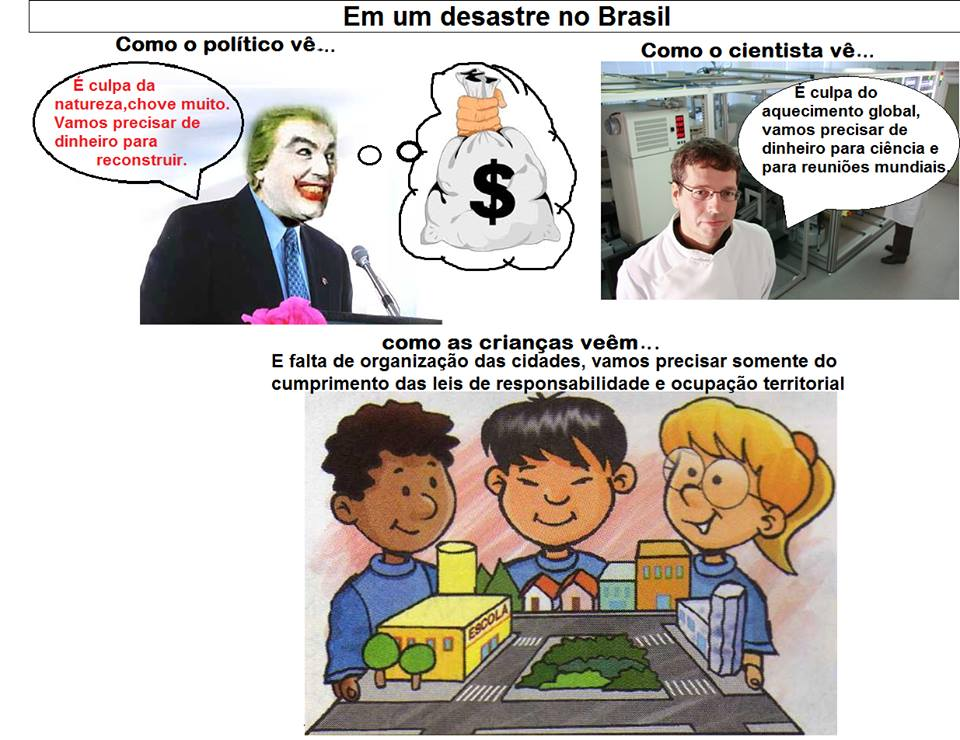 Em um desastre no Brasil
Como o político vê...
É culpa da
natureza,chove muito.
Vamos precisar de
dinheiro para
reconstruir.
$
Como o cientista vê...
É culpa do
aquecimento global,
vamos precisar de
dinheiro para ciência e
para reuniões mundiais.
como as crianças veêm...
E falta de organização das cidades, vamos precisar somente do
cumprimento das leis de responsabilidade e ocupação territorial
ESCOLA